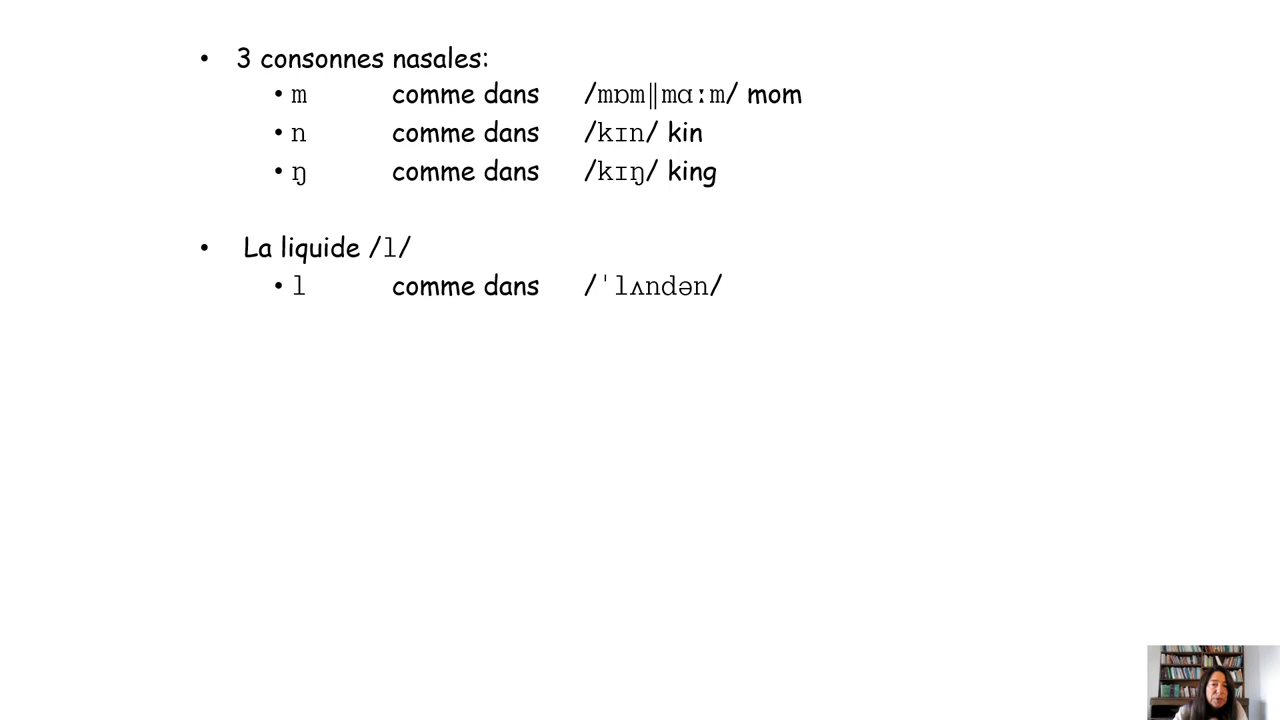 • 3 consonnes nasales:
• m comme dans /mɒm‖mɑːm/ mom
• n comme dans /kɪn/ kin
• ŋ comme dans /kɪŋ/ king
• La liquide /l/
• l comme dans /ˈlʌndən/